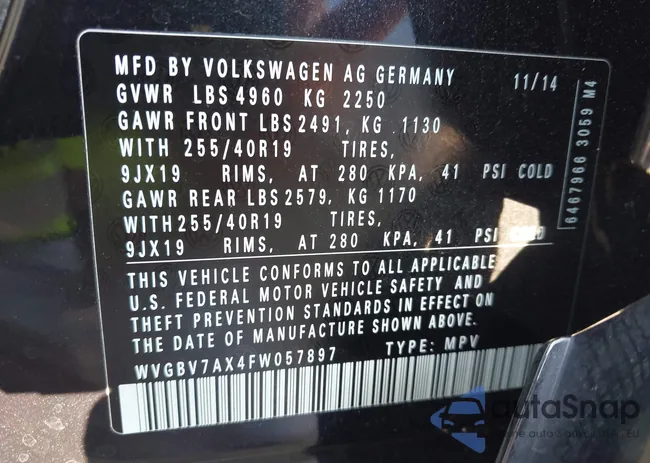 MFD BY VOLKSWAGEN AG GERMANY 11/14
GVWR LBS 4960 KG 2250
GAWR FRONT LBS 2491, KG 1130
WITH 255/40R19 TIRES,
9JX19 RIMS, AT 280 KPA, 41 PSI COLD
GAWR REAR LBS 2579, KG 1170
WITH 255/40R19 TIRES,
9JX19 RIMS, AT 280 KPA, 41 PSI COLD
THIS VEHICLE CONFORMS TO ALL APPLICABLE
U.S. FEDERAL MOTOR VEHICLE SAFETY AND
THEFT PREVENTION STANDARDS IN EFFECT ON
THE DATE OF MANUFACTURE SHOWN ABOVE.
WVGBV7AX4FW057897 TYPE: MPV
6467966 3059 M4
autoSnap